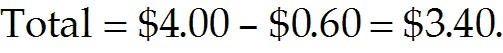 Total = $4.00 – $0.60 = $3.40.